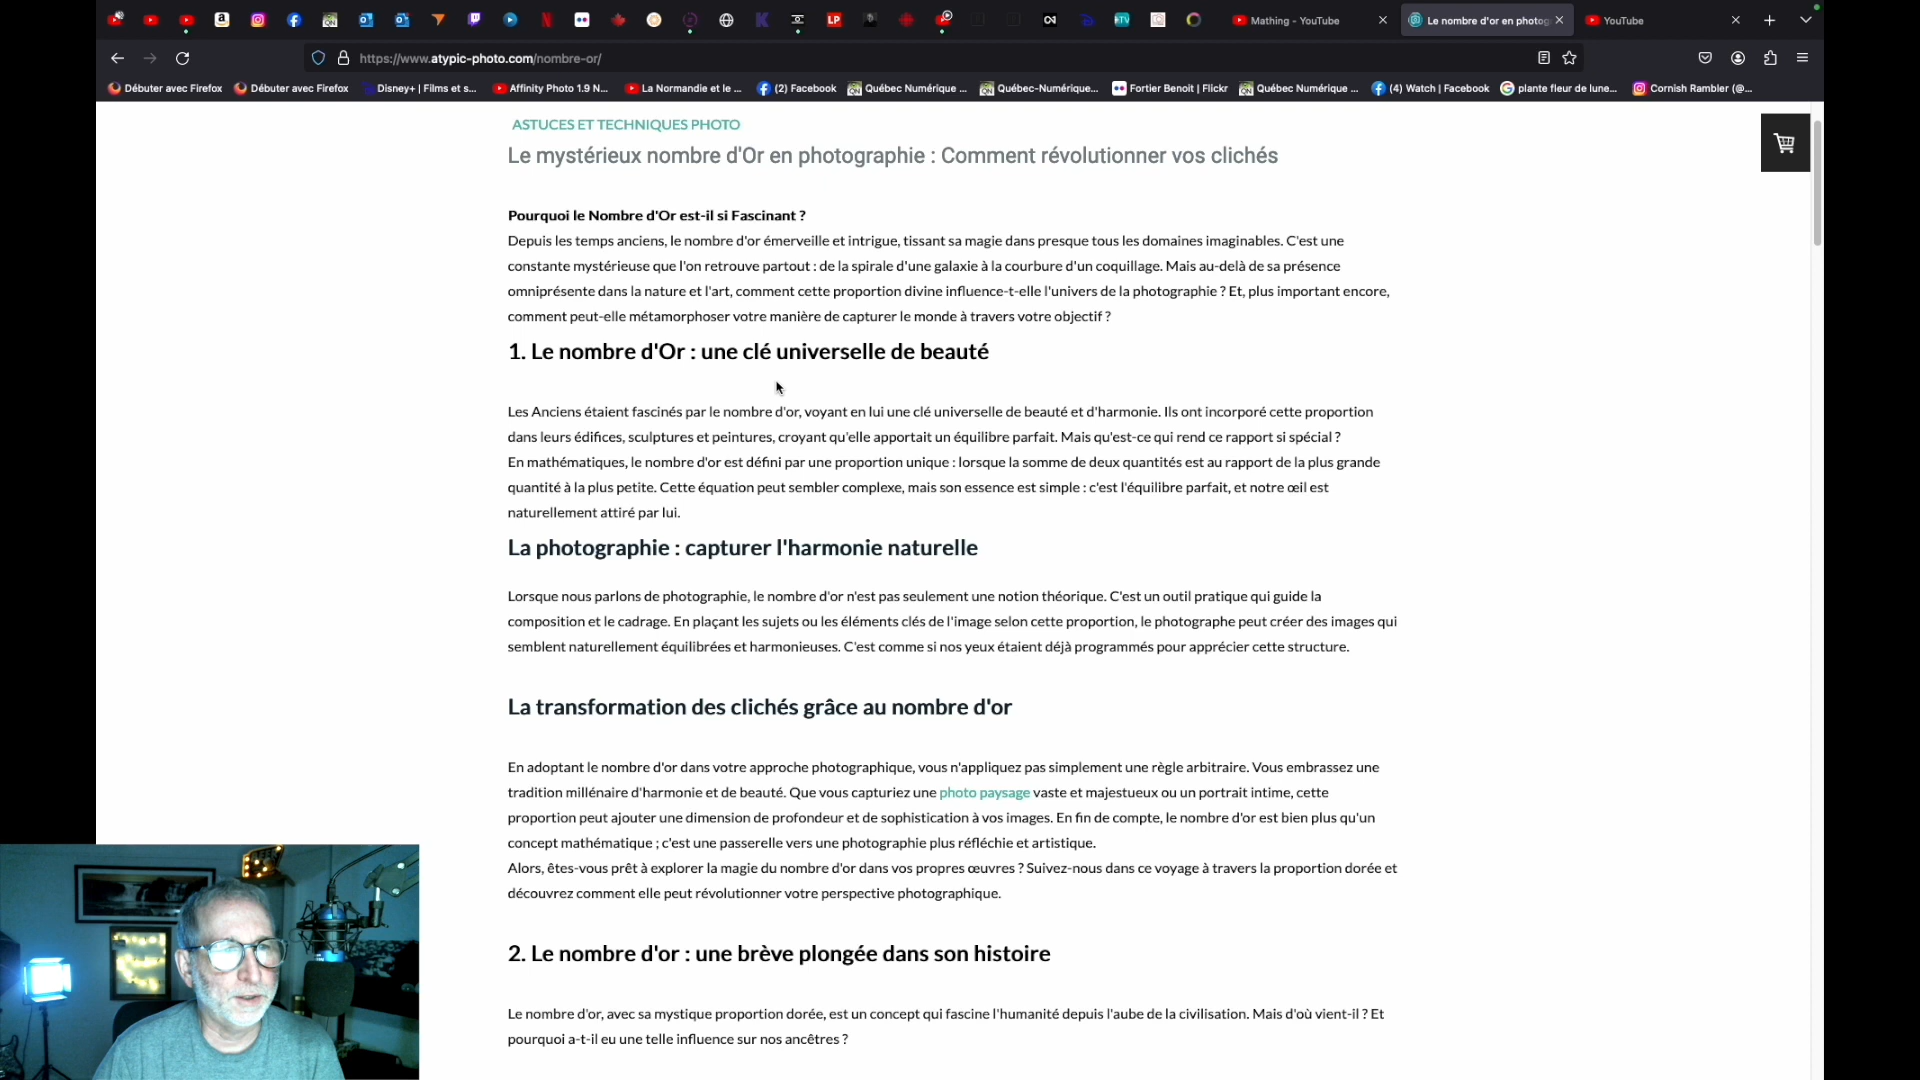 Mathing - YouTube
Le nombre d'or en photog
YouTube
https://www.atypic-photo.com/nombre-or/
Débuter avec Firefox
Débuter avec Firefox
Disney+ | Films et s...
Affinity Photo 1.9 N...
La Normandie et le ...
(2) Facebook
Québec Numérique ...
Québec-Numérique...
Fortier Benoit | Flickr
Québec Numérique ...
(4) Watch | Facebook
plante fleur de lune...
Cornish Rambler (@...
ASTUCES ET TECHNIQUES PHOTO
Le mystérieux nombre d'Or en photographie : Comment révolutionner vos clichés
Pourquoi le Nombre d'Or est-il si Fascinant ?
Depuis les temps anciens, le nombre d'or émerveille et intrigue, tissant sa magie dans presque tous les domaines imaginables. C'est une
constante mystérieuse que l'on retrouve partout : de la spirale d'une galaxie à la courbure d'un coquillage. Mais au-delà de sa présence
omniprésente dans la nature et l'art, comment cette proportion divine influence-t-elle l'univers de la photographie ? Et, plus important encore,
comment peut-elle métamorphoser votre manière de capturer le monde à travers votre objectif ?
1. Le nombre d'Or : une clé universelle de beauté
Les Anciens étaient fascinés par le nombre d'or, voyant en lui une clé universelle de beauté et d'harmonie. Ils ont incorporé cette proportion
dans leurs édifices, sculptures et peintures, croyant qu'elle apportait un équilibre parfait. Mais qu'est-ce qui rend ce rapport si spécial ?
En mathématiques, le nombre d'or est défini par une proportion unique : lorsque la somme de deux quantités est au rapport de la plus grande
quantité à la plus petite. Cette équation peut sembler complexe, mais son essence est simple : c'est l'équilibre parfait, et notre œil est
naturellement attiré par lui.
La photographie : capturer l'harmonie naturelle
Lorsque nous parlons de photographie, le nombre d'or n'est pas seulement une notion théorique. C'est un outil pratique qui guide la
composition et le cadrage. En plaçant les sujets ou les éléments clés de l'image selon cette proportion, le photographe peut créer des images qui
semblent naturellement équilibrées et harmonieuses. C'est comme si nos yeux étaient déjà programmés pour apprécier cette structure.
La transformation des clichés grâce au nombre d'or
En adoptant le nombre d'or dans votre approche photographique, vous n'appliquez pas simplement une règle arbitraire. Vous embrassez une
tradition millénaire d'harmonie et de beauté. Que vous capturiez une photo paysage vaste et majestueux ou un portrait intime, cette
proportion peut ajouter une dimension de profondeur et de sophistication à vos images. En fin de compte, le nombre d'or est bien plus qu'un
concept mathématique ; c'est une passerelle vers une photographie plus réfléchie et artistique.
Alors, êtes-vous prêt à explorer la magie du nombre d'or dans vos propres œuvres ? Suivez-nous dans ce voyage à travers la proportion dorée et
découvrez comment elle peut révolutionner votre perspective photographique.
2. Le nombre d'or : une brève plongée dans son histoire
Le nombre d'or, avec sa mystique proportion dorée, est un concept qui fascine l'humanité depuis l'aube de la civilisation. Mais d'où vient-il ? Et
pourquoi a-t-il eu une telle influence sur nos ancêtres ?